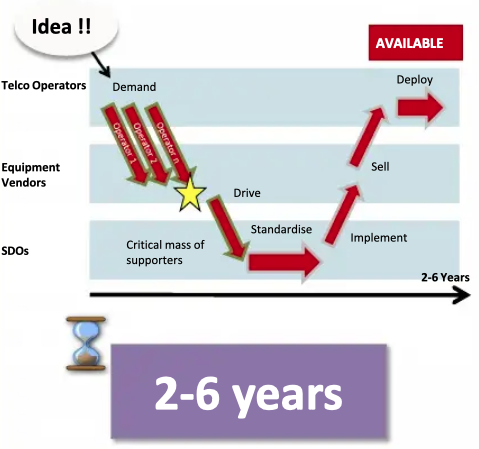 Idea !!
AVAILABLE
Telco Operators
Demand
Deploy
Operator 1
Operator 2
Operator n
Equipment
Vendors
Sell
Drive
Standardise
SDOs
Critical mass of
supporters
Implement
2-6 Years
2-6 years